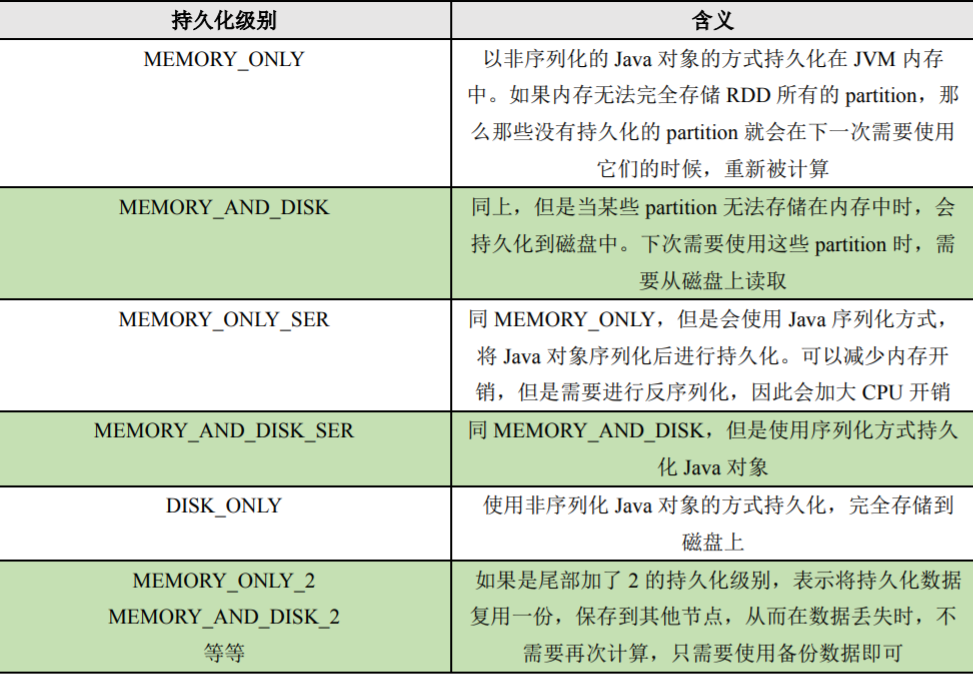 持久化级别
含义
MEMORY_ONLY
以非序列化的 Java 对象的方式持久化在 JVM 内存
中。如果内存无法完全存储 RDD 所有的 partition，那
么那些没有持久化的 partition 就会在下一次需要使用
它们的时候，重新被计算
MEMORY_AND_DISK
同上，但是当某些 partition 无法存储在内存中时，会
持久化到磁盘中。下次需要使用这些 partition 时，需
要从磁盘上读取
MEMORY_ONLY_SER
同 MEMORY_ONLY，但是会使用 Java 序列化方式，
将 Java 对象序列化后进行持久化。可以减少内存开
销，但是需要进行反序列化，因此会加大 CPU 开销
MEMORY_AND_DISK_SER
同 MEMORY_AND_DISK，但是使用序列化方式持久
化 Java 对象
DISK_ONLY
使用非序列化 Java 对象的方式持久化，完全存储到
磁盘上
MEMORY_ONLY_2
MEMORY_AND_DISK_2
等等
如果是尾部加了 2 的持久化级别，表示将持久化数据
复用一份，保存到其他节点，从而在数据丢失时，不
需要再次计算，只需要使用备份数据即可